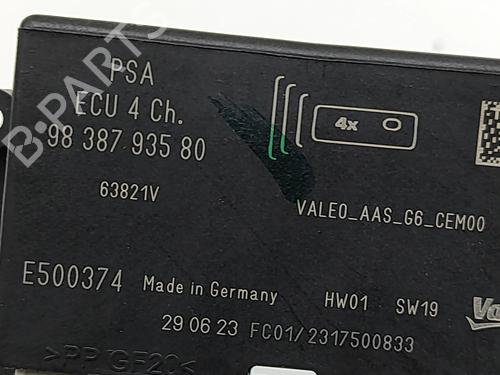 PSA
ECU 4 Ch.
98 387 935 80
4x
63821V
VALEO_AAS_G6_CEM00
E500374 Made in Germany HW01 SW19 Va
29 06 23 FC01/2317500833
>PP GF20<
B-PARTS